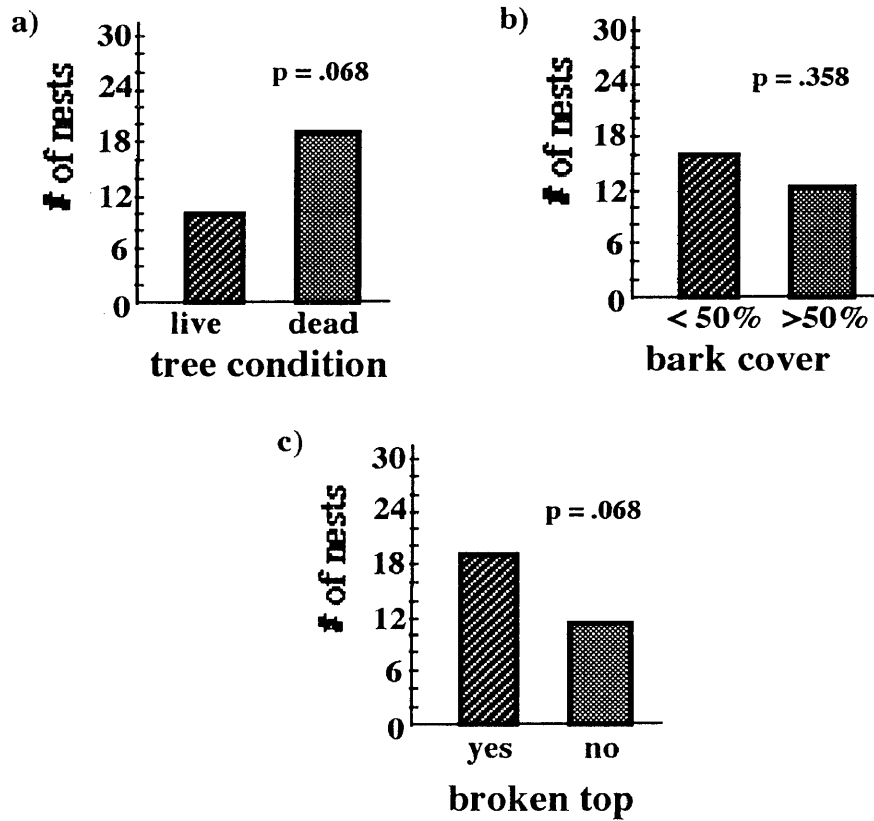 a)
# of nests
30
24
18
12
6
0
p = .068
live dead
tree condition
b)
# of nests
30
24
18
12
6
0
p = .358
< 50% >50%
bark cover
c)
# of nests
30
24
18
12
6
0
p = .068
yes no
broken top